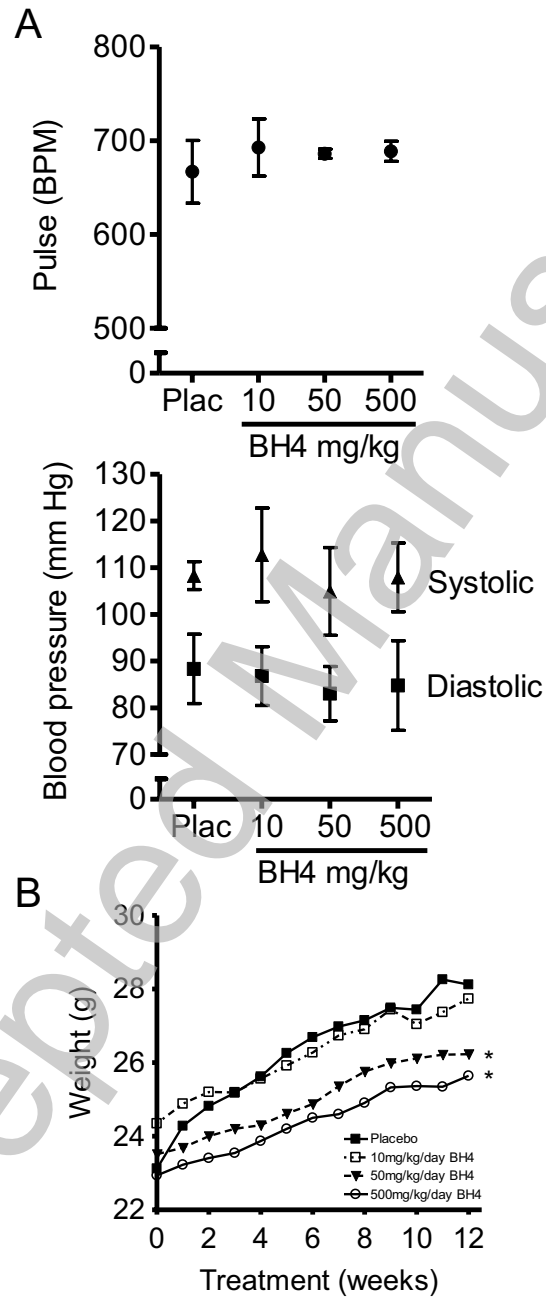 A
800
700
600
500
0
Pulse (BPM)
Plac 10 50 500
BH4 mg/kg
130
120
110
100
90
80
70
0
Blood pressure (mm Hg)
Systolic
Diastolic
Plac 10 50 500
BH4 mg/kg
B
30
28
26
24
22
Weight (g)
*
*
Placebo
10mg/kg/day BH4
50mg/kg/day BH4
500mg/kg/day BH4
0 2 4 6 8 10 12
Treatment (weeks)
epted Manus